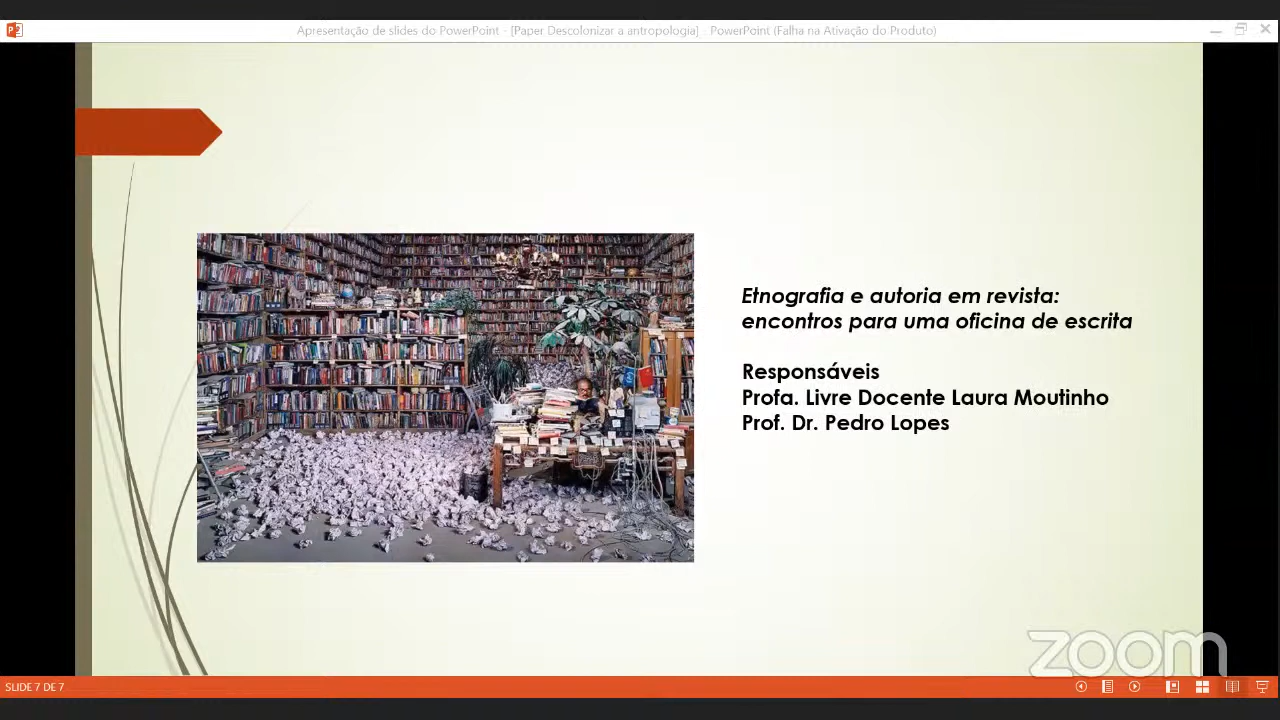 Apresentação de slides do PowerPoint - [Paper Descolonizar a antropologia] - PowerPoint (Falha na Ativação do Produto)
Etnografia e autoria em revista:
encontros para uma oficina de escrita
Responsáveis
Profa. Livre Docente Laura Moutinho
Prof. Dr. Pedro Lopes
zoom
SLIDE 7 DE 7